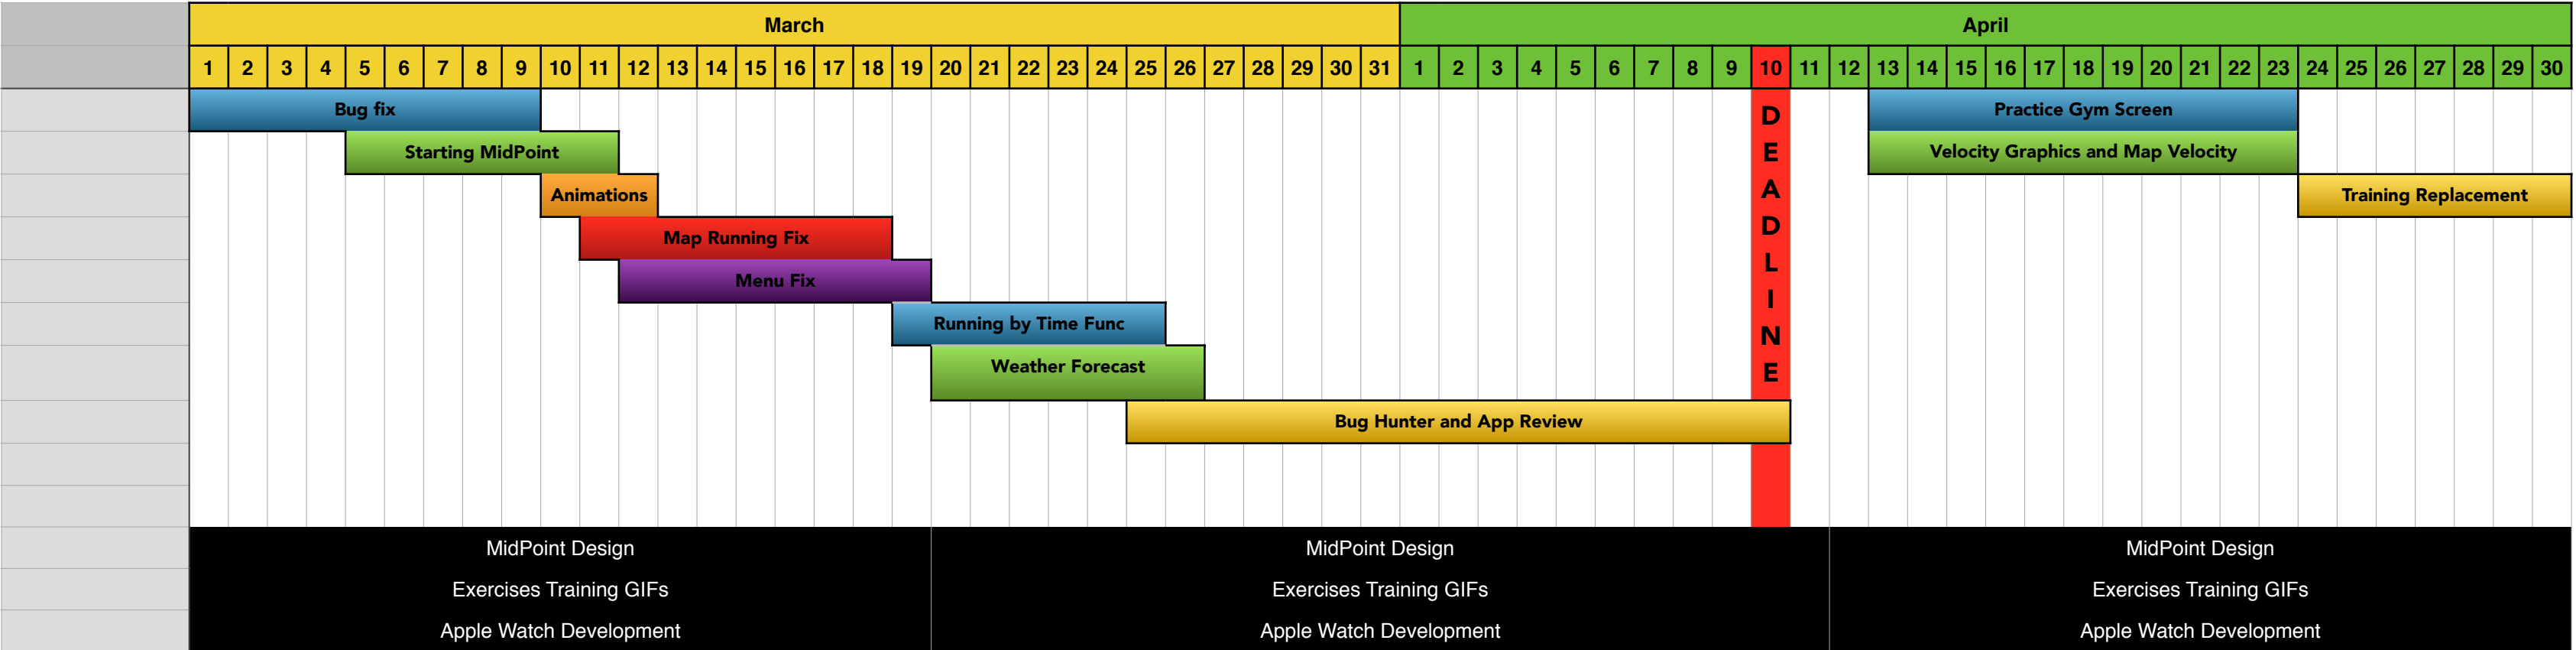 March April
1 2 3 4 5 6 7 8 9 10 11 12 13 14 15 16 17 18 19 20 21 22 23 24 25 26 27 28 29 30 31 1 2 3 4 5 6 7 8 9 10 11 12 13 14 15 16 17 18 19 20 21 22 23 24 25 26 27 28 29 30
Bug fix
Practice Gym Screen
Starting MidPoint
Velocity Graphics and Map Velocity
Animations
Training Replacement
Map Running Fix
Menu Fix
Running by Time Func
Weather Forecast
Bug Hunter and App Review
DEADLINE
MidPoint Design MidPoint Design MidPoint Design
Exercises Training GIFs Exercises Training GIFs Exercises Training GIFs
Apple Watch Development Apple Watch Development Apple Watch Development